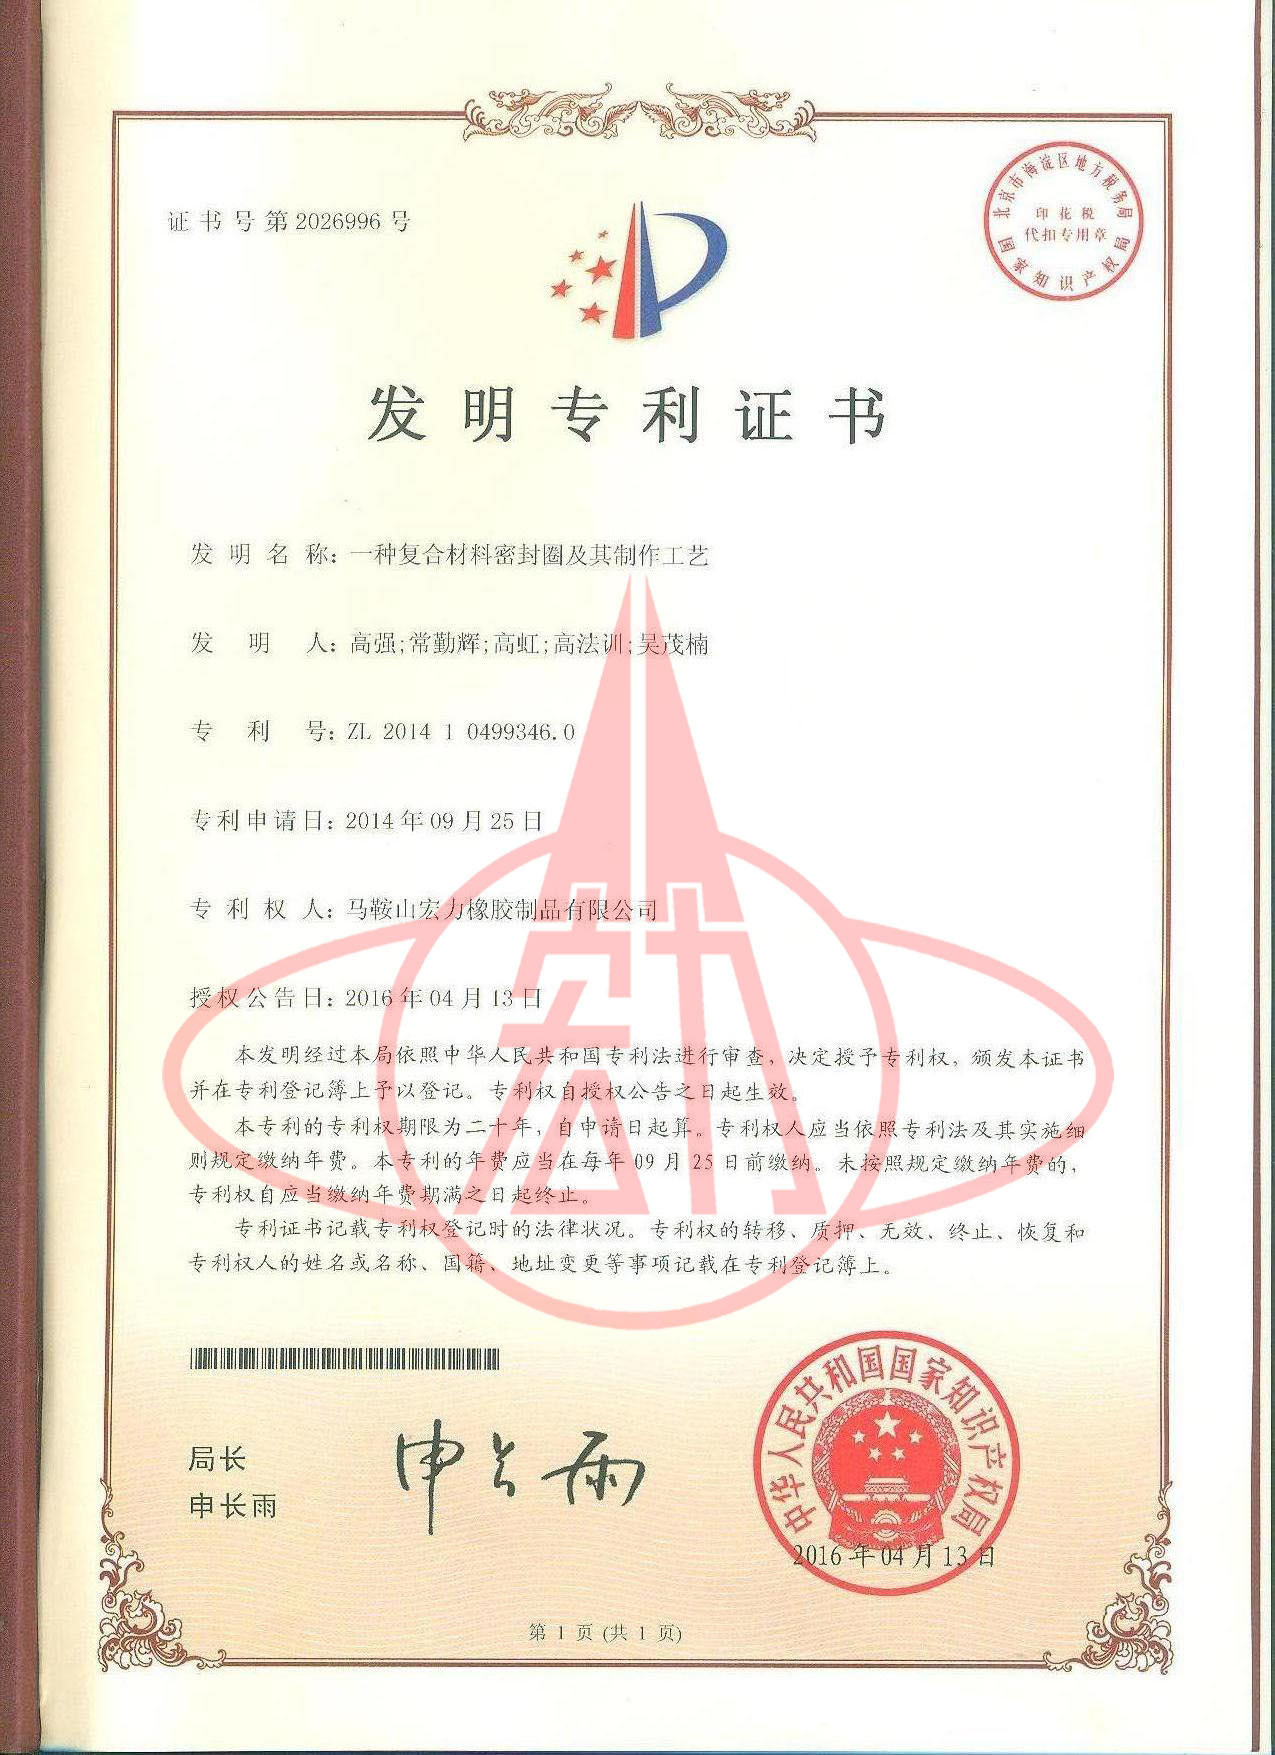 证书号第2026996号
北京市海淀区地方税务局
印花税
代扣专用章
国家知识产权局
发明专利证书
发明名称：一种复合材料密封圈及其制作工艺
发明人：高强;常勤辉;高虹;高法训;吴茂楠
专利号：ZL 2014 1 0499346.0
专利申请日：2014年09月25日
专利权人：马鞍山宏力橡胶制品有限公司
授权公告日：2016年04月13日
本发明经过本局依照中华人民共和国专利法进行审查，决定授予专利权，颁发本证书
并在专利登记簿上予以登记。专利权自授权公告之日起生效。
本专利的专利权期限为二十年，自申请日起算。专利权人应当依照专利法及其实施细
则规定缴纳年费。本专利的年费应当在每年09月25日前缴纳。未按照规定缴纳年费的，
专利权自应当缴纳年费期满之日起终止。
专利证书记载专利权登记时的法律状况。专利权的转移、质押、无效、终止、恢复和
专利权人的姓名或名称、国籍、地址变更等事项记载在专利登记簿上。
局长
申长雨
申长雨
中华人民共和国国家知识产权局
2016年04月13日
第 1 页 (共 1 页)